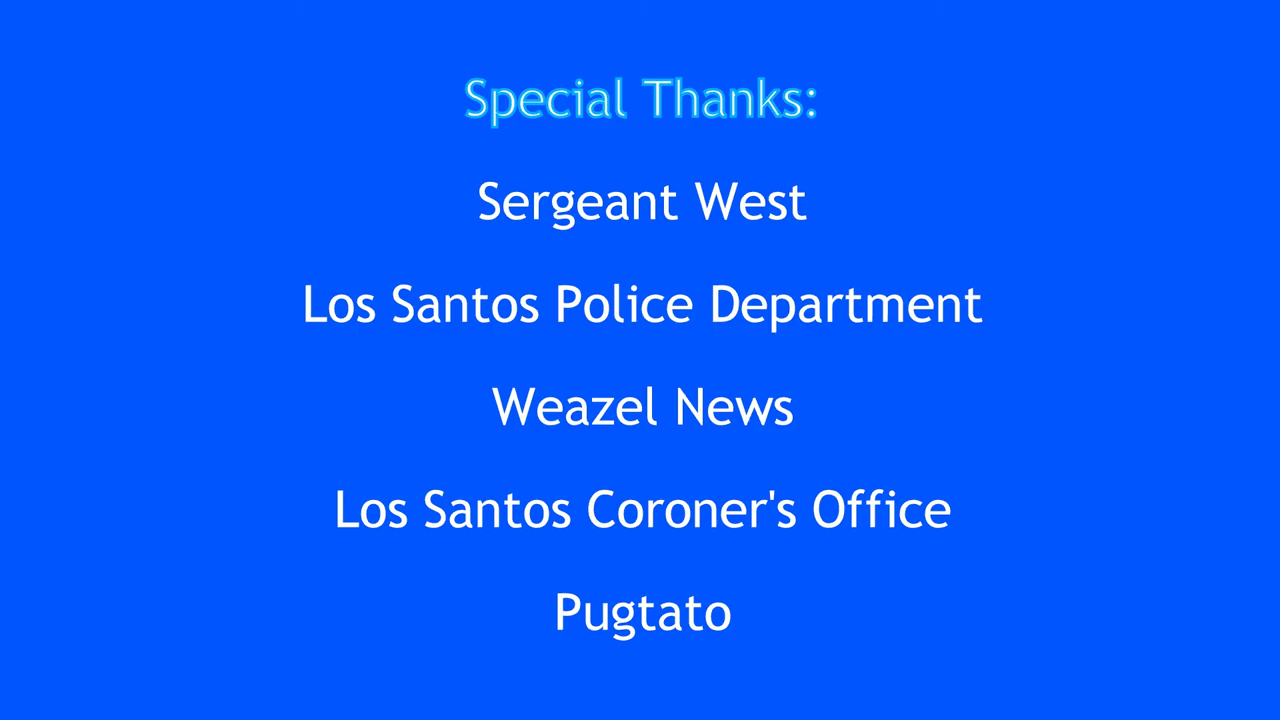 Special Thanks:
Sergeant West
Los Santos Police Department
Weazel News
Los Santos Coroner's Office
Pugtato